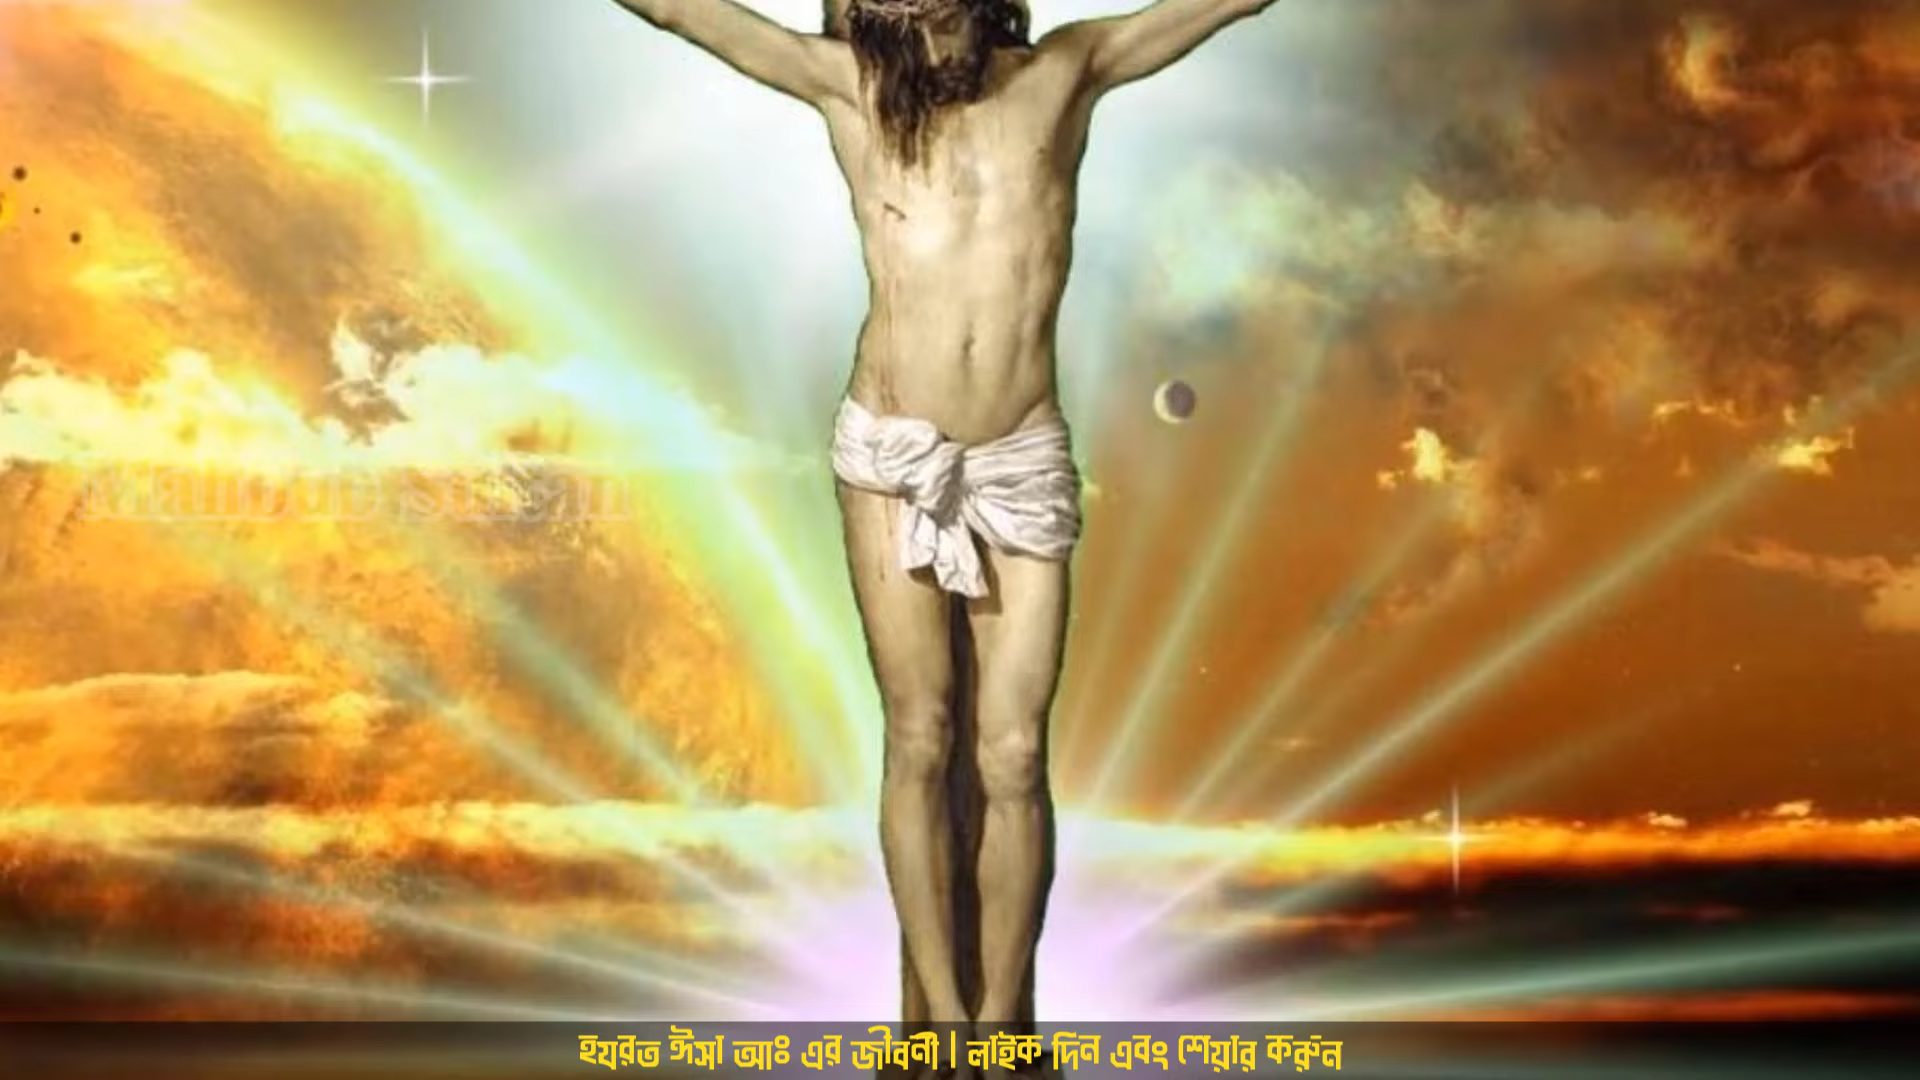 হযরত ঈসা আঃ এর জীবনী | লাইক দিন এবং শেয়ার করুন